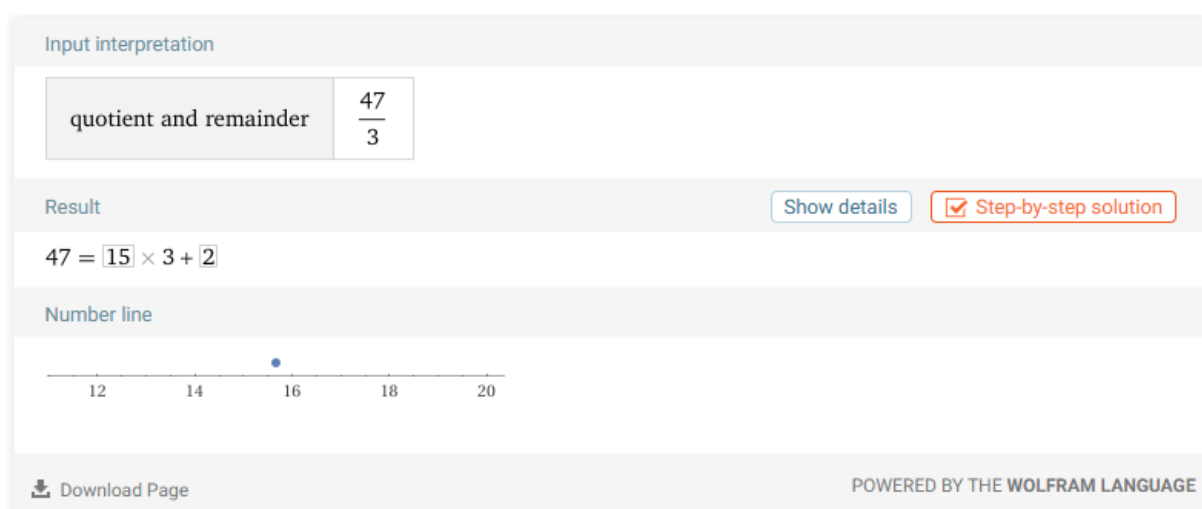 Input interpretation
quotient and remainder 47/3
Result Show details Step-by-step solution
47 = 15 × 3 + 2
Number line
12 14 16 18 20
Download Page POWERED BY THE WOLFRAM LANGUAGE